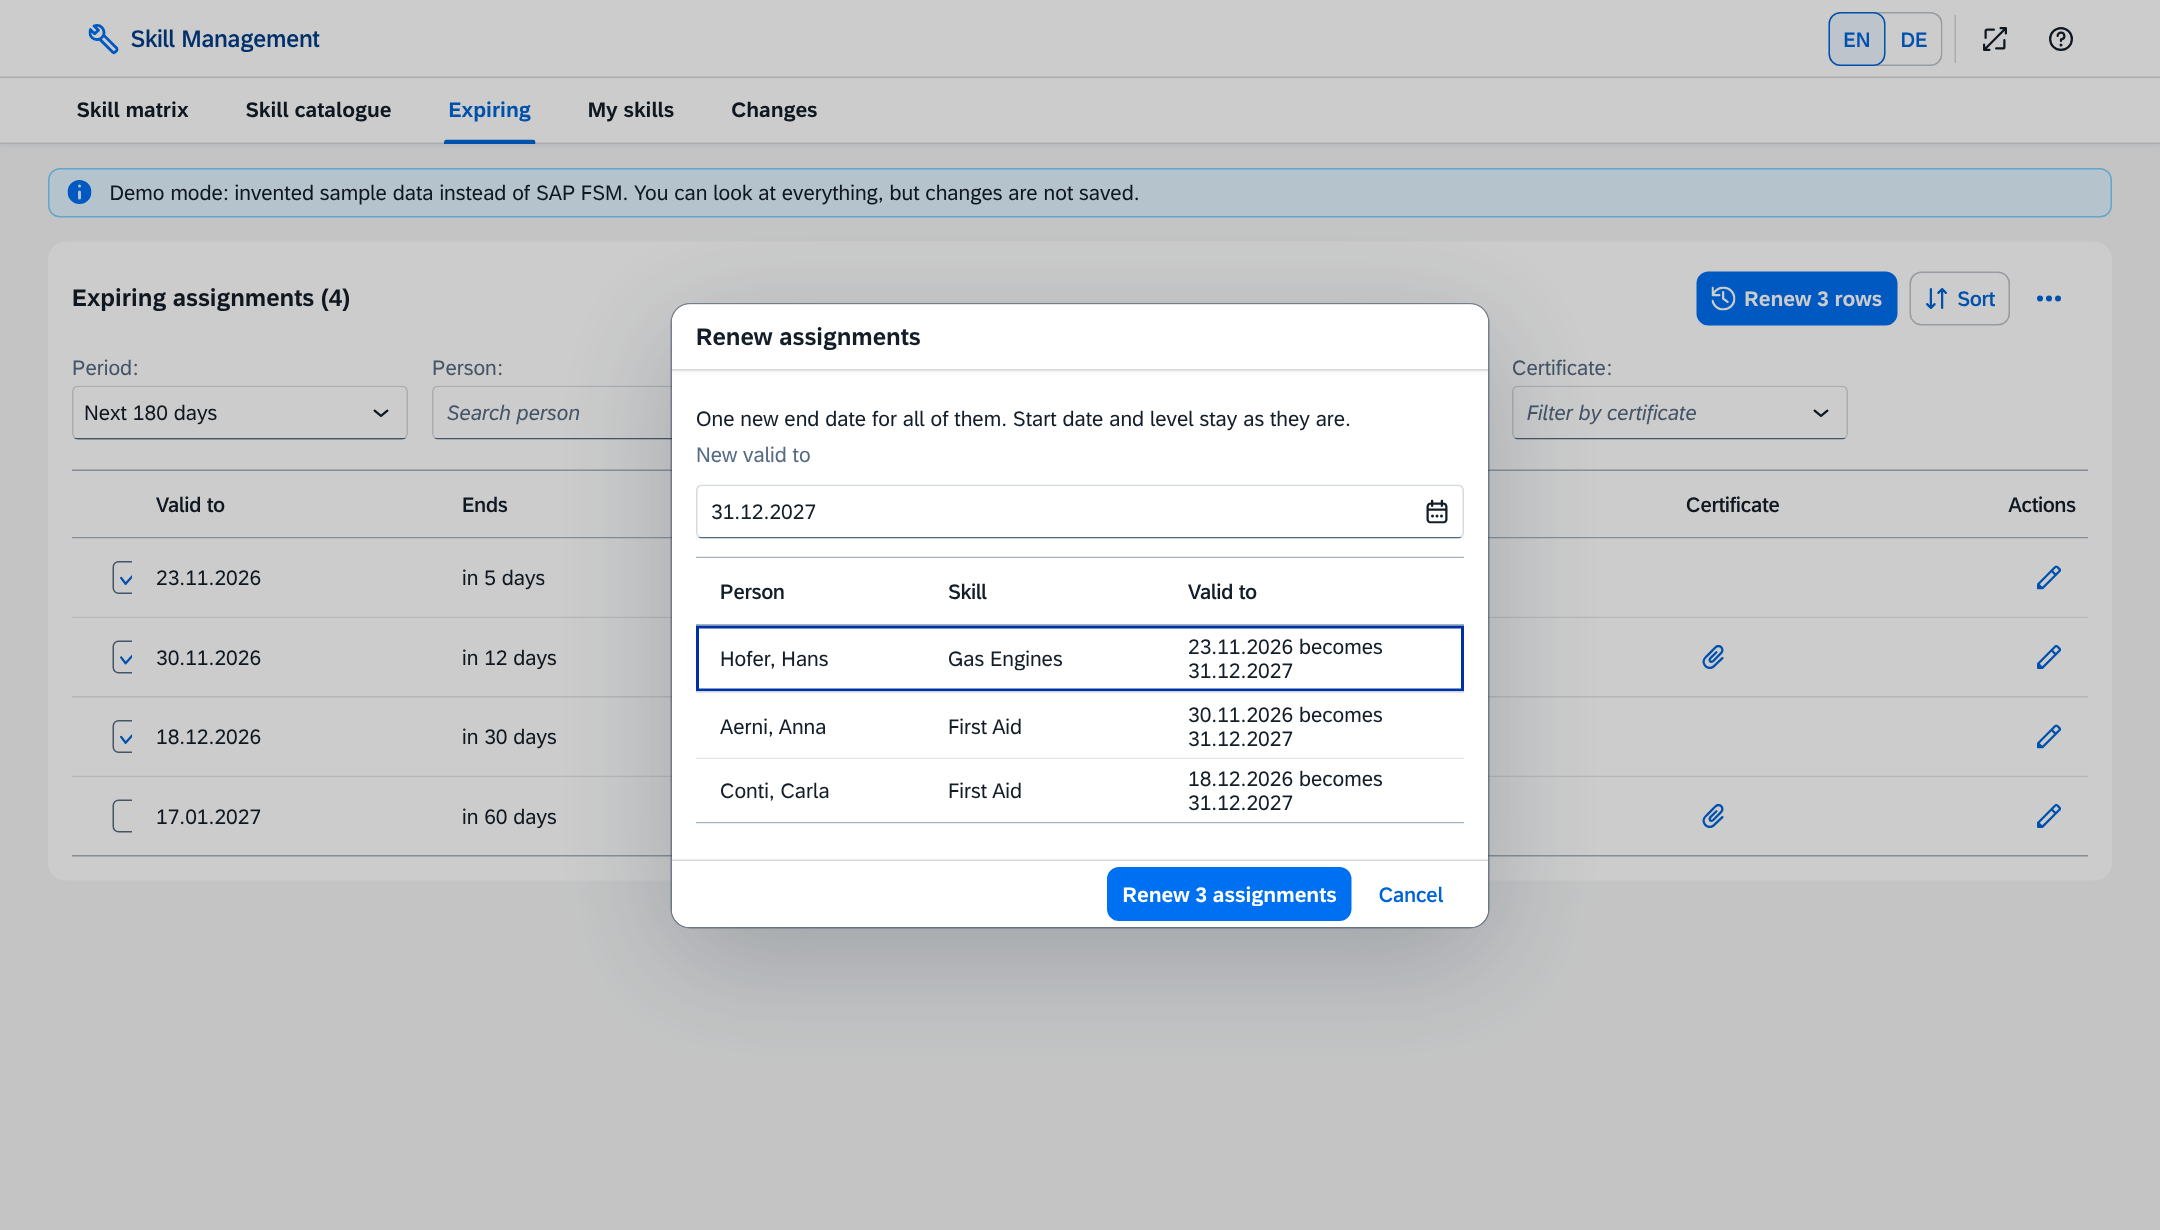 Skill Management
EN DE
Skill matrix Skill catalogue Expiring My skills Changes
Demo mode: invented sample data instead of SAP FSM. You can look at everything, but changes are not saved.
Expiring assignments (4)
Renew 3 rows Sort
Period: Person: Certificate:
Next 180 days Search person Filter by certificate
Valid to Ends Certificate Actions
23.11.2026 in 5 days
30.11.2026 in 12 days
18.12.2026 in 30 days
17.01.2027 in 60 days
Renew assignments
One new end date for all of them. Start date and level stay as they are.
New valid to
31.12.2027
Person Skill Valid to
Hofer, Hans Gas Engines 23.11.2026 becomes
31.12.2027
Aerni, Anna First Aid 30.11.2026 becomes
31.12.2027
Conti, Carla First Aid 18.12.2026 becomes
31.12.2027
Renew 3 assignments Cancel